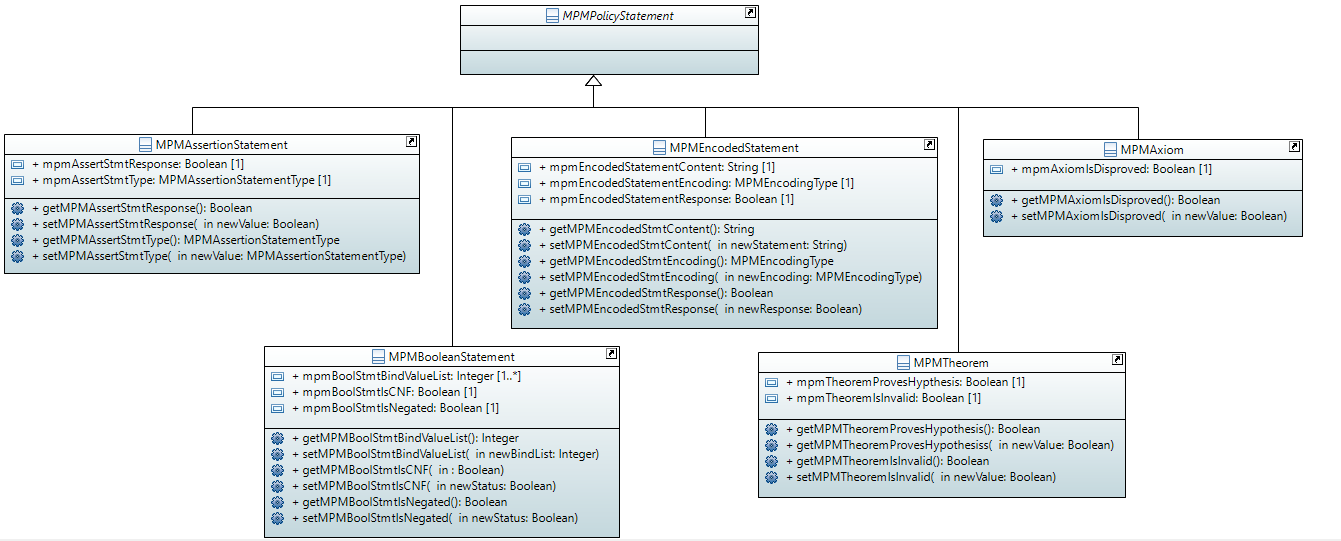 MPMPolicyStatement
MPMAssertionStatement
+ mpmAssertStmtResponse: Boolean [1]
+ mpmAssertStmtType: MPMAssertionStatementType [1]
+ getMPMAssertStmtResponse(): Boolean
+ setMPMAssertStmtResponse( in newValue: Boolean)
+ getMPMAssertStmtType(): MPMAssertionStatementType
+ setMPMAssertStmtType( in newValue: MPMAssertionStatementType)
MPMEncodedStatement
+ mpmEncodedStatementContent: String [1]
+ mpmEncodedStatementEncoding: MPMEncodingType [1]
+ mpmEncodedStatementResponse: Boolean [1]
+ getMPMEncodedStmtContent(): String
+ setMPMEncodedStmtContent( in newStatement: String)
+ getMPMEncodedStmtEncoding(): MPMEncodingType
+ setMPMEncodedStmtEncoding( in newEncoding: MPMEncodingType)
+ getMPMEncodedStmtResponse(): Boolean
+ setMPMEncodedStmtResponse( in newResponse: Boolean)
MPMAxiom
+ mpmAxiomIsDisproved: Boolean [1]
+ getMPMAxiomIsDisproved(): Boolean
+ setMPMAxiomIsDisproved( in newValue: Boolean)
MPMBooleanStatement
+ mpmBoolStmtBindValueList: Integer [1..*]
+ mpmBoolStmtIsCNF: Boolean [1]
+ mpmBoolStmtIsNegated: Boolean [1]
+ getMPMBoolStmtBindValueList(): Integer
+ setMPMBoolStmtBindValueList( in newBindList: Integer)
+ getMPMBoolStmtIsCNF( in : Boolean)
+ setMPMBoolStmtIsCNF( in newStatus: Boolean)
+ getMPMBoolStmtIsNegated(): Boolean
+ setMPMBoolStmtIsNegated( in newStatus: Boolean)
MPMTheorem
+ mpmTheoremProvesHypthesis: Boolean [1]
+ mpmTheoremIsInvalid: Boolean [1]
+ getMPMTheoremProvesHypothesis(): Boolean
+ getMPMTheoremProvesHypothesiss( in newValue: Boolean)
+ getMPMTheoremIsInvalid(): Boolean
+ setMPMTheoremIsInvalid( in newValue: Boolean)